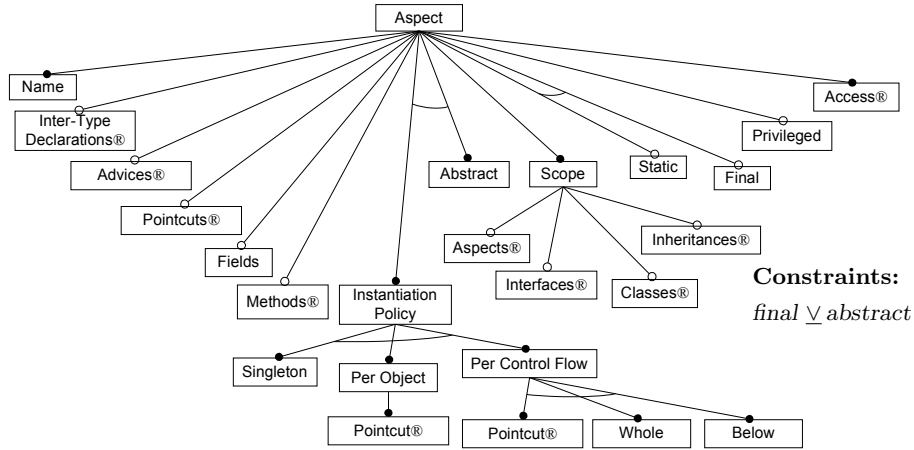 Aspect
Name
Access®
Inter-Type
Declarations®
Privileged
Advices®
Abstract
Scope
Static
Final
Pointcuts®
Aspects®
Inheritances®
Fields
Interfaces®
Classes®
Constraints:
Methods®
Instantiation
Policy
final ⊻ abstract
Singleton
Per Object
Per Control Flow
Pointcut®
Pointcut®
Whole
Below